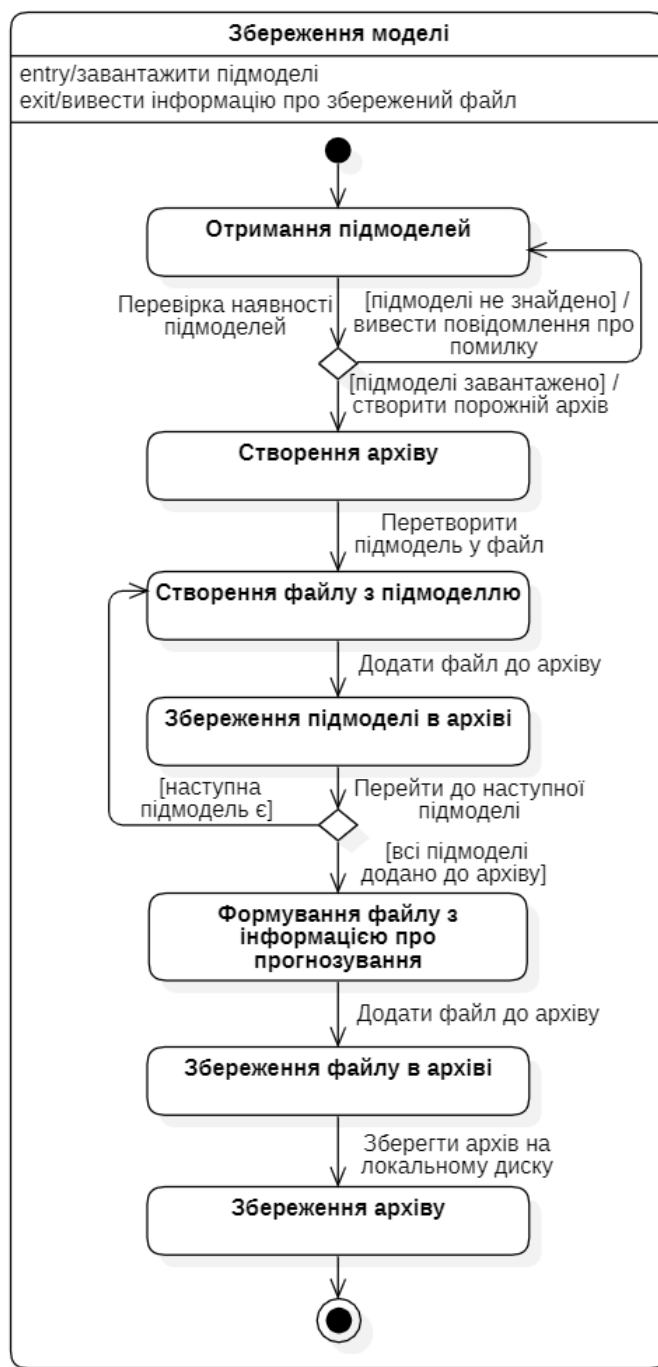 Збереження моделі
entry/завантажити підмоделі
exit/вивести інформацію про збережений файл
Отримання підмоделей
Перевірка наявності
підмоделей
[підмоделі не знайдено] /
вивести повідомлення про
помилку
[підмоделі завантажено] /
створити порожній архів
Створення архіву
Перетворити
підмодель у файл
Створення файлу з підмоделлю
Додати файл до архіву
Збереження підмоделі в архіві
[наступна
підмодель є]
Перейти до наступної
підмоделі
[всі підмоделі
додано до архіву]
Формування файлу з
інформацією про
прогнозування
Додати файл до архіву
Збереження файлу в архіві
Зберегти архів на
локальному диску
Збереження архіву